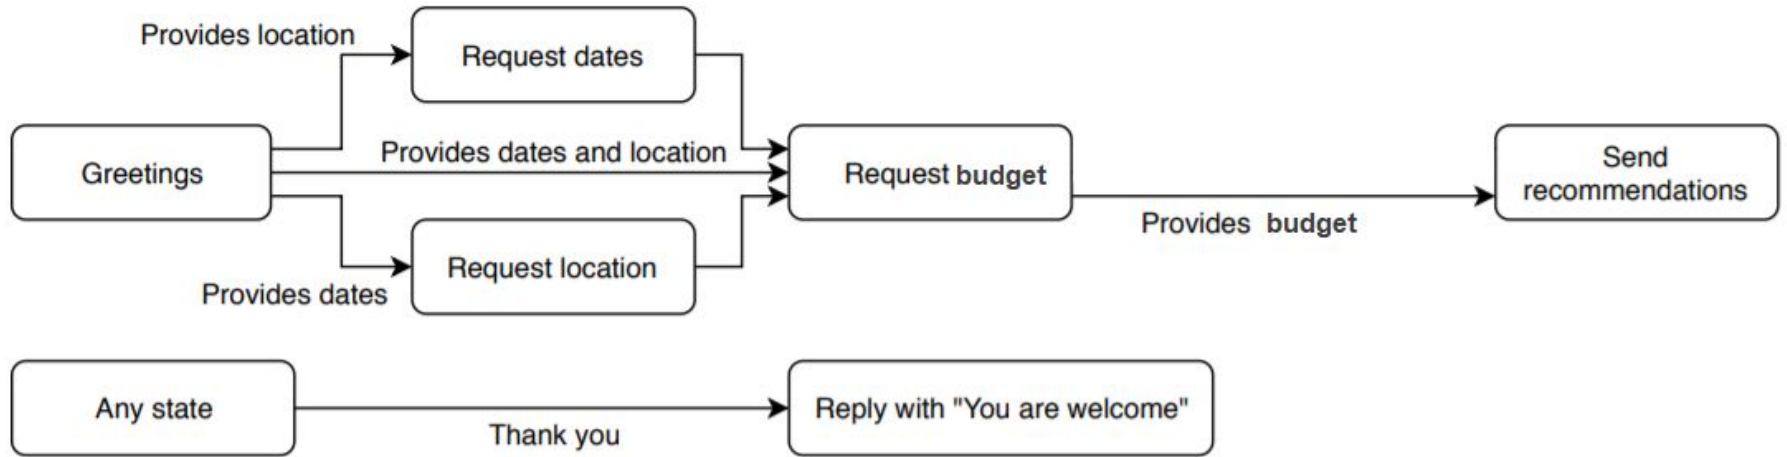 Provides location
Request dates
Greetings
Provides dates and location
Request budget
Send
recommendations
Provides budget
Request location
Provides dates
Any state
Thank you
Reply with "You are welcome"